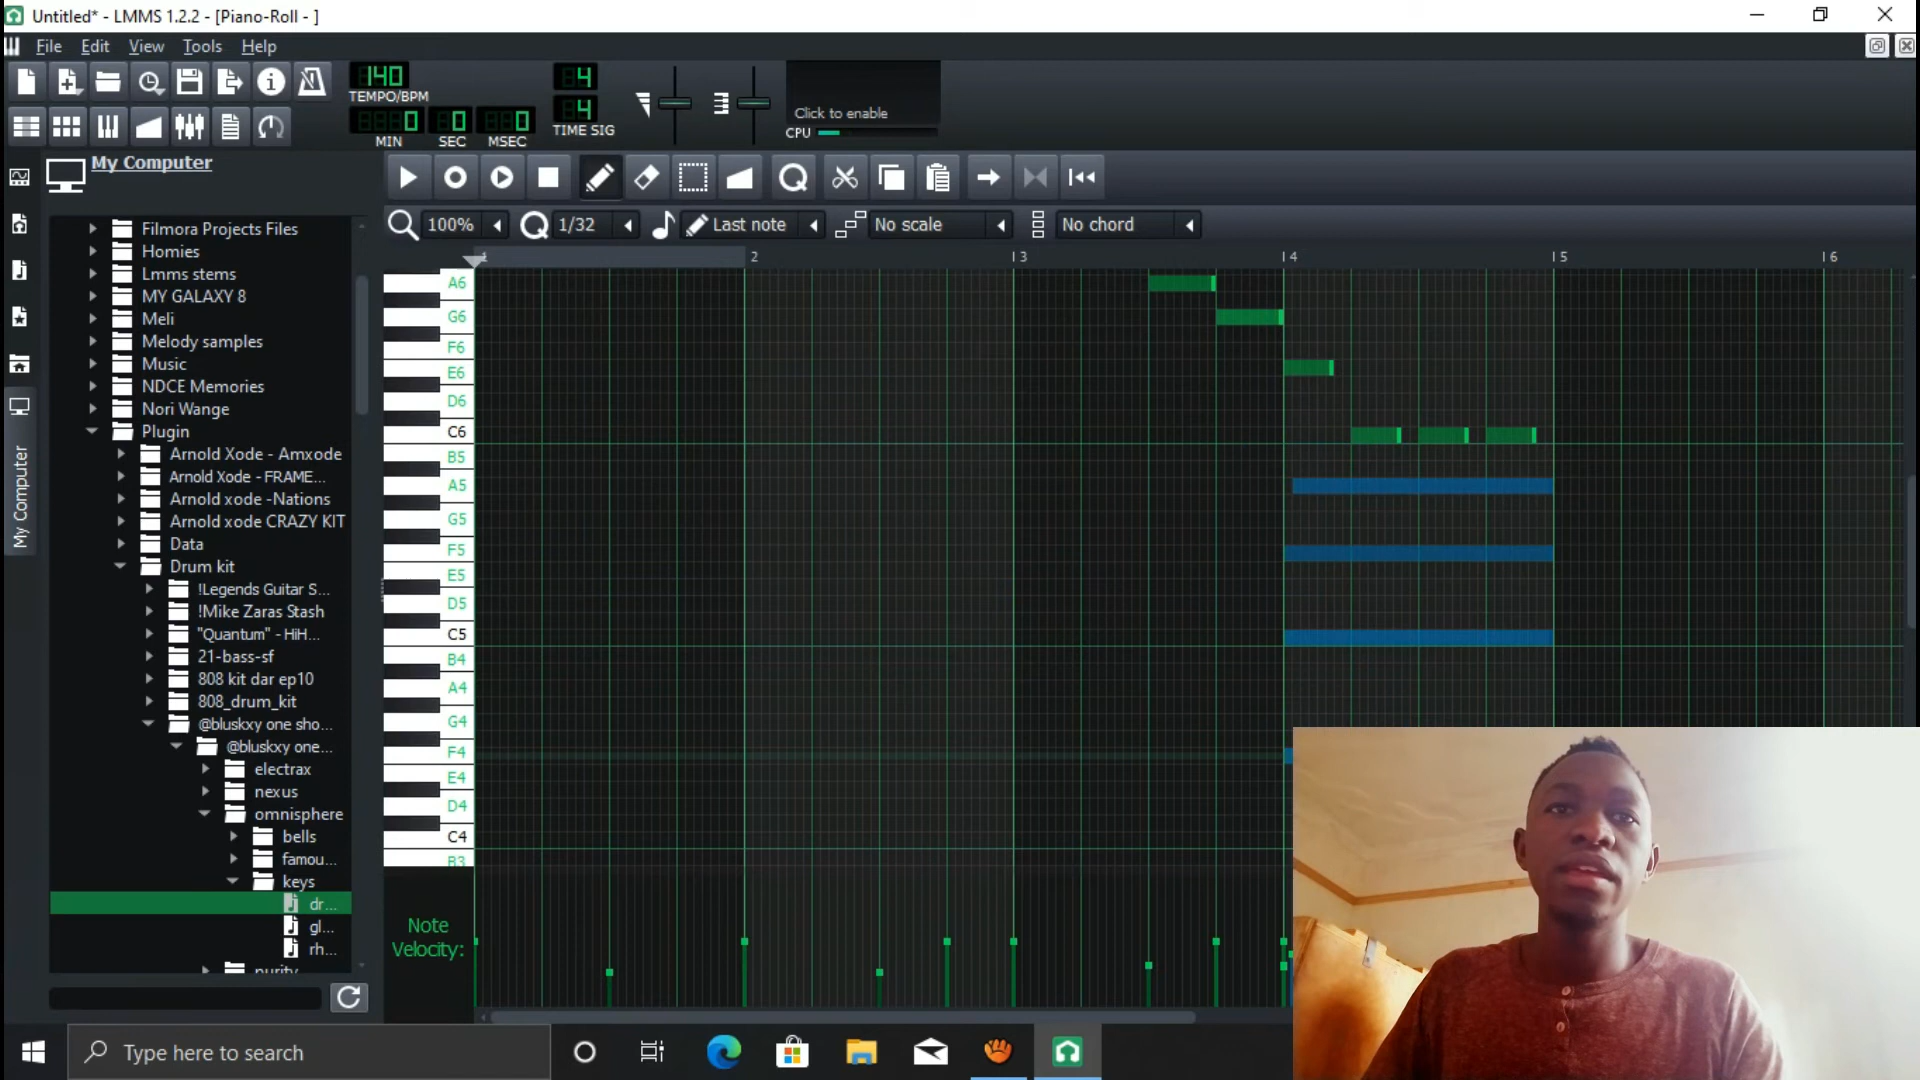 Untitled* - LMMS 1.2.2 - [Piano-Roll - ]
File Edit View Tools Help
140
TEMPO/BPM
0 0 0
MIN SEC MSEC
4
4
TIME SIG
Click to enable
CPU
My Computer
My Computer
Filmora Projects Files
Homies
Lmms stems
MY GALAXY 8
Meli
Melody samples
Music
NDCE Memories
Nori Wange
Plugin
Arnold Xode - Amxode
Arnold Xode - FRAME...
Arnold xode -Nations
Arnold xode CRAZY KIT
Data
Drum kit
!Legends Guitar S...
!Mike Zaras Stash
"Quantum" - HiH...
21-bass-sf
808 kit dar ep10
808_drum_kit
@bluskxy one sho...
@bluskxy one...
electrax
nexus
omnisphere
bells
famou...
keys
dr...
gl...
rh...
purity
100% 1/32 Last note No scale No chord
1 2 3 4 5 6
A6
G6
F6
E6
D6
C6
B5
A5
G5
F5
E5
D5
C5
B4
A4
G4
F4
E4
D4
C4
B3
Note
Velocity:
Type here to search